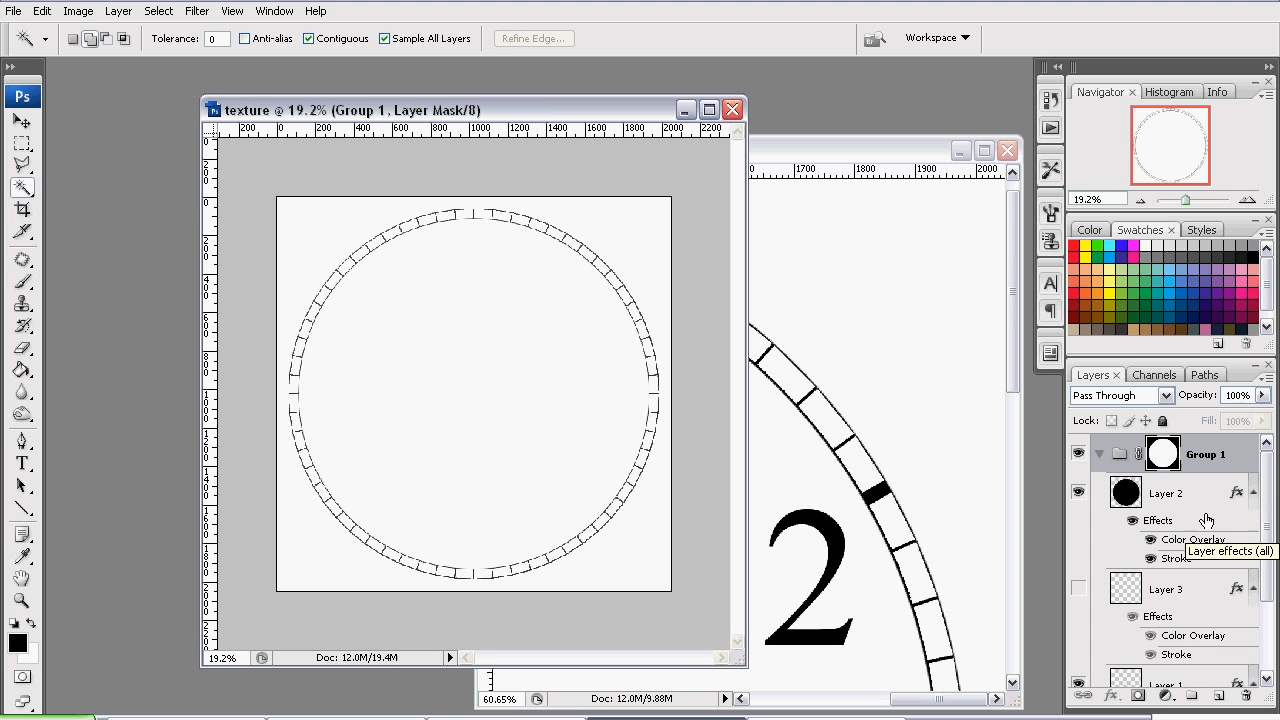 File Edit Image Layer Select Filter View Window Help
Tolerance: 0 Anti-alias Contiguous Sample All Layers Refine Edge... Workspace
Ps
texture @ 19.2% (Group 1, Layer Mask/8)
200 0 200 400 600 800 1000 1200 1400 1600 1800 2000 2200
1700 1800 1900 2000
2
19.2% Doc: 12.0M/19.4M
60.65% Doc: 12.0M/9.88M
Navigator Histogram Info
19.2%
Color Swatches Styles
Layers Channels Paths
Pass Through Opacity: 100%
Lock: Fill: 100%
Group 1
Layer 2 fx
Effects
Color Overlay
Layer effects (all)
Stroke
Layer 3 fx
Effects
Color Overlay
Stroke
Layer 1